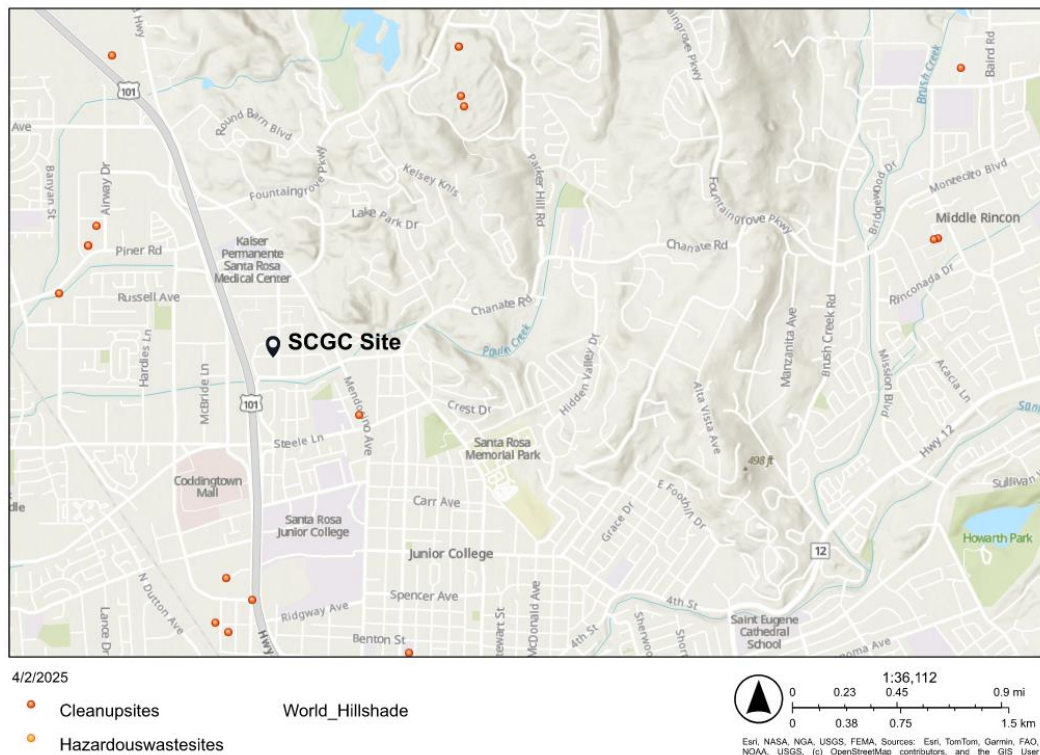 Hwy
101
Ave
Banyan St
Airway Dr
Piner Rd
Russell Ave
Hardies Ln
McBride Ln
Round Barn Blvd
Fountaingrove Pkwy
Kelsey Knls
Lake Park Dr
Kaiser
Permanente
Santa Rosa
Medical Center
Parker Hill Rd
Fountaingrove Pkwy
Fountaingrove Pkwy
Chanate Rd
Chanate Rd
Paulin Creek
Brush Creek
Baird Rd
Bridgewood Dr
Montecito Blvd
Middle Rincon
Rinconada Dr
SCGC Site
101
Mendocino Ave
Steele Ln
Crest Dr
Hidden Valley Dr
Santa Rosa
Memorial Park
Alta Vista Ave
Manzanita Ave
Brush Creek Rd
Mission Blvd
Acacia Ln
Hwy 12
498 ft
Coddingtown
Mall
Carr Ave
Santa Rosa
Junior College
Junior College
E Foothill Dr
Grace Dr
Howarth Park
12
N Dutton Ave
Lance Dr
Ridgway Ave
Spencer Ave
Benton St
Hwy
Stewart St
McDonald Ave
4th St
4th St
Saint Eugene
Cathedral
School
4/2/2025
Cleanupsites
World_Hillshade
Hazardouswastesites
1:36,112
0 0.23 0.45 0.9 mi
0 0.38 0.75 1.5 km
Esri, NASA, NGA, USGS, FEMA, Sources: Esri, TomTom, Garmin, FAO,
NOAA, USGS, (c) OpenStreetMap contributors, and the GIS User